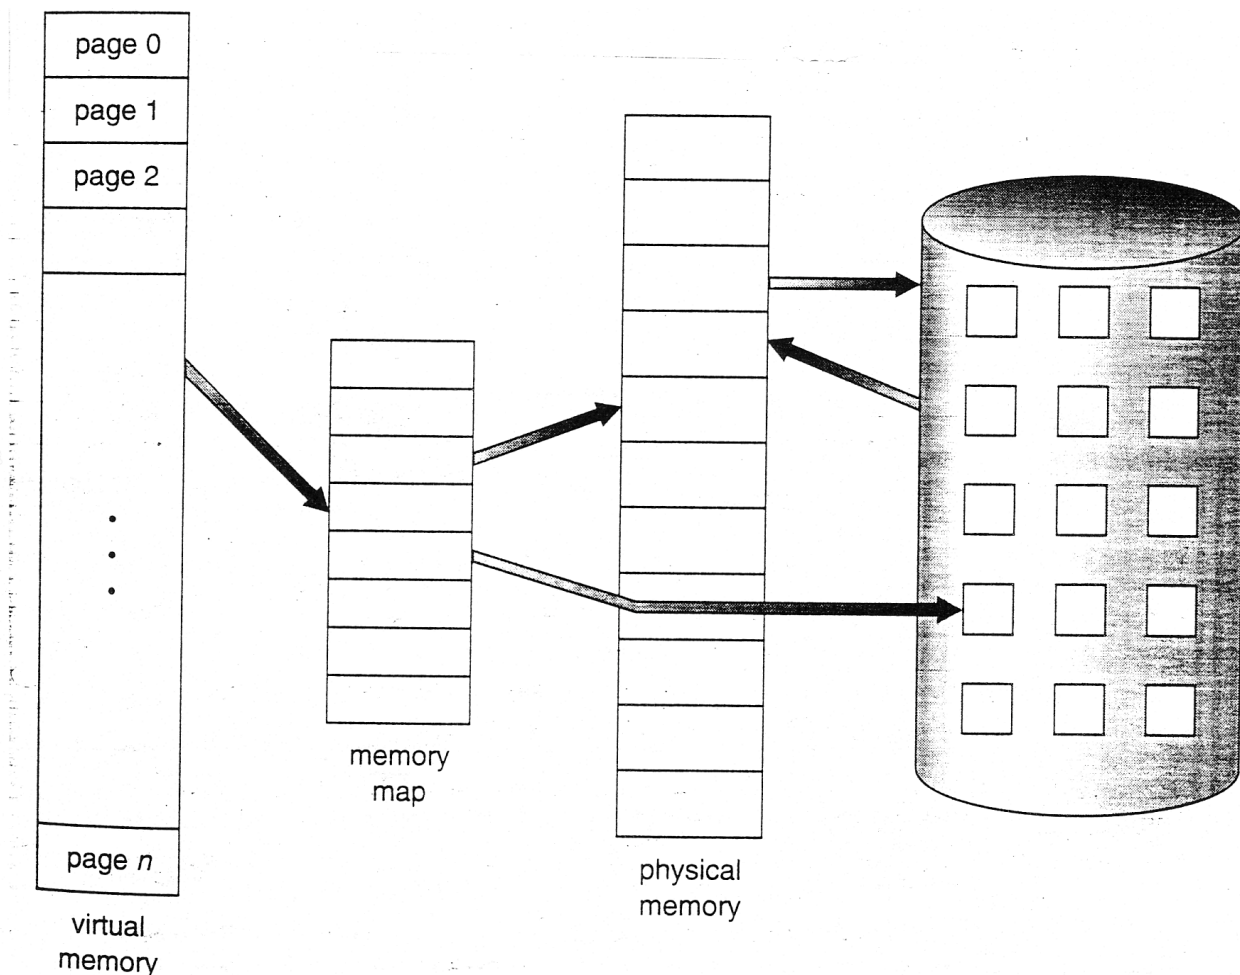 page 0
page 1
page 2
page n
virtual
memory
memory
map
physical
memory